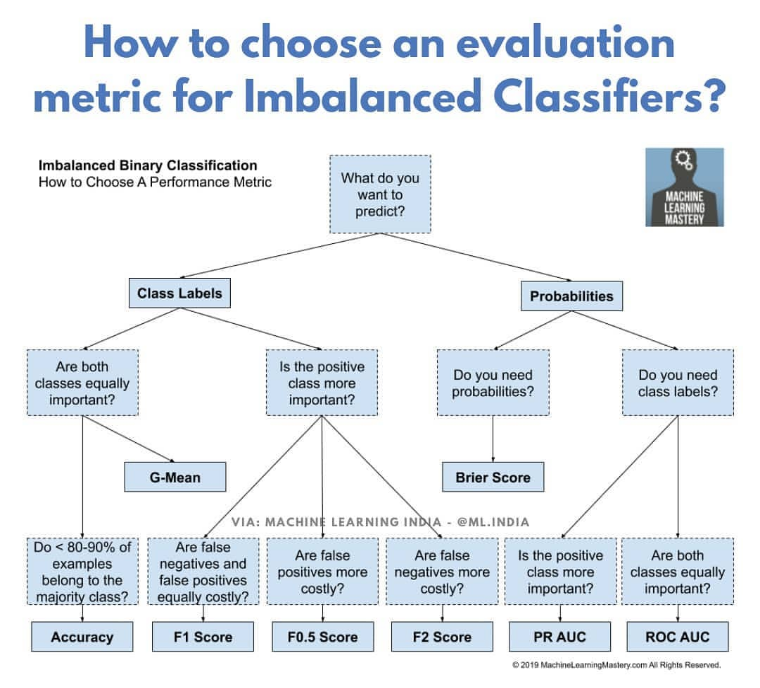 How to choose an evaluation
metric for Imbalanced Classifiers?
Imbalanced Binary Classification
How to Choose A Performance Metric
What do you
want to
predict?
MACHINE
LEARNING
MASTERY
Class Labels
Probabilities
Are both
classes equally
important?
Is the positive
class more
important?
Do you need
probabilities?
Do you need
class labels?
G-Mean
Brier Score
VIA: MACHINE LEARNING INDIA - @ML.INDIA
Do < 80-90% of
examples
belong to the
majority class?
Are false
negatives and
false positives
equally costly?
Are false
positives more
costly?
Are false
negatives more
costly?
Is the positive
class more
important?
Are both
classes equally
important?
Accuracy
F1 Score
F0.5 Score
F2 Score
PR AUC
ROC AUC
© 2019 MachineLearningMastery.com All Rights Reserved.